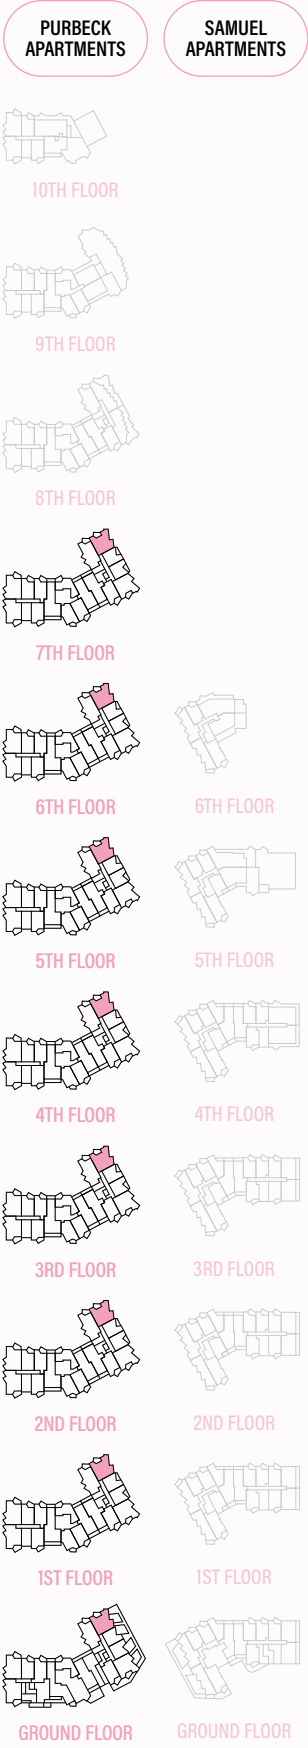 PURBECK
APARTMENTS
SAMUEL
APARTMENTS
10TH FLOOR
9TH FLOOR
8TH FLOOR
7TH FLOOR
6TH FLOOR
6TH FLOOR
5TH FLOOR
5TH FLOOR
4TH FLOOR
4TH FLOOR
3RD FLOOR
3RD FLOOR
2ND FLOOR
2ND FLOOR
1ST FLOOR
1ST FLOOR
GROUND FLOOR
GROUND FLOOR